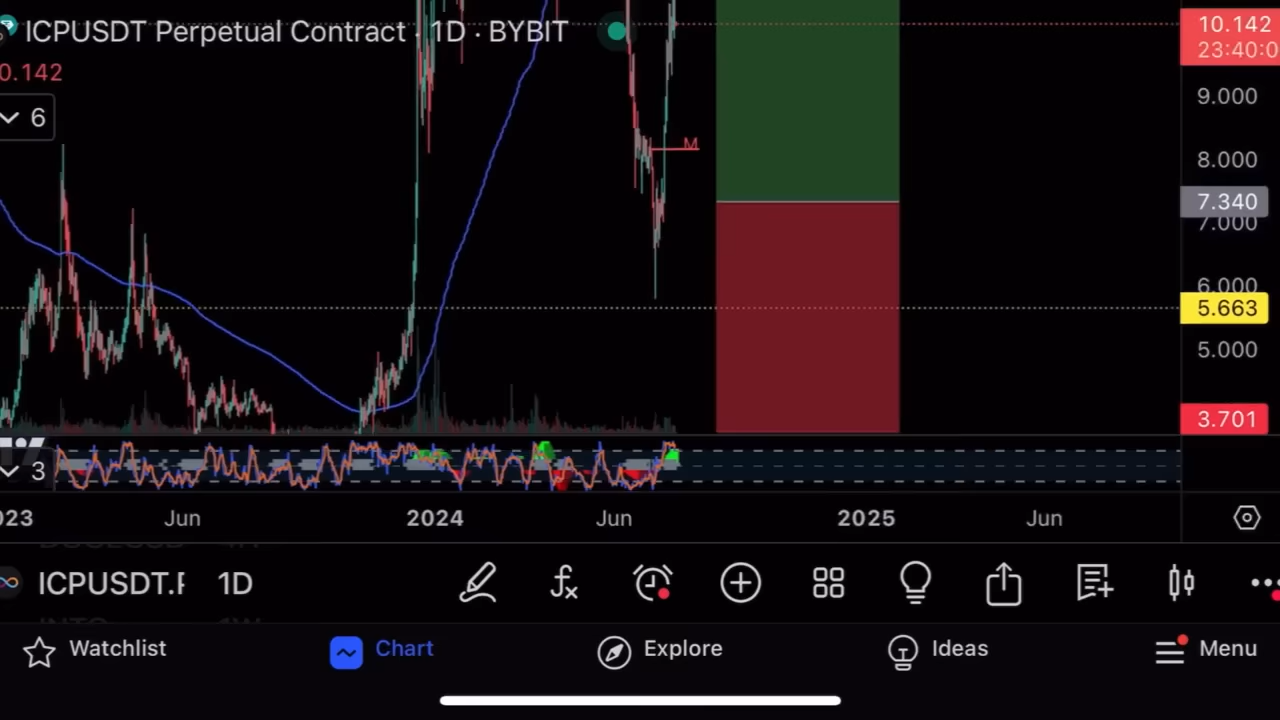 ICPUSDT Perpetual Contract · 1D · BYBIT
0.142
6
M
10.142
23:40:0
9.000
8.000
7.340
7.000
6.000
5.663
5.000
3.701
3
023
Jun
2024
Jun
2025
Jun
ICPUSDT.F
1D
Watchlist
Chart
Explore
Ideas
Menu